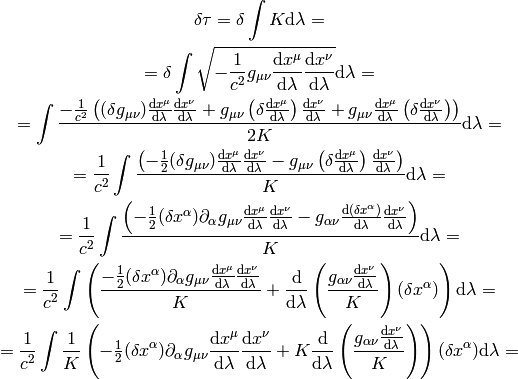 $\delta\tau = \delta \int K \mathrm{d}\lambda =$
$= \delta \int \sqrt{-\frac{1}{c^2} g_{\mu\nu} \frac{\mathrm{d}x^\mu}{\mathrm{d}\lambda} \frac{\mathrm{d}x^\nu}{\mathrm{d}\lambda}} \mathrm{d}\lambda =$
$= \int \frac{-\frac{1}{c^2} \left( (\delta g_{\mu\nu}) \frac{\mathrm{d}x^\mu}{\mathrm{d}\lambda} \frac{\mathrm{d}x^\nu}{\mathrm{d}\lambda} + g_{\mu\nu} \left( \delta \frac{\mathrm{d}x^\mu}{\mathrm{d}\lambda} \right) \frac{\mathrm{d}x^\nu}{\mathrm{d}\lambda} + g_{\mu\nu} \frac{\mathrm{d}x^\mu}{\mathrm{d}\lambda} \left( \delta \frac{\mathrm{d}x^\nu}{\mathrm{d}\lambda} \right) \right)}{2K} \mathrm{d}\lambda =$
$= \frac{1}{c^2} \int \frac{\left( -\frac{1}{2} (\delta g_{\mu\nu}) \frac{\mathrm{d}x^\mu}{\mathrm{d}\lambda} \frac{\mathrm{d}x^\nu}{\mathrm{d}\lambda} - g_{\mu\nu} \left( \delta \frac{\mathrm{d}x^\mu}{\mathrm{d}\lambda} \right) \frac{\mathrm{d}x^\nu}{\mathrm{d}\lambda} \right)}{K} \mathrm{d}\lambda =$
$= \frac{1}{c^2} \int \frac{\left( -\frac{1}{2} (\delta x^\alpha) \partial_\alpha g_{\mu\nu} \frac{\mathrm{d}x^\mu}{\mathrm{d}\lambda} \frac{\mathrm{d}x^\nu}{\mathrm{d}\lambda} - g_{\alpha\nu} \frac{\mathrm{d}(\delta x^\alpha)}{\mathrm{d}\lambda} \frac{\mathrm{d}x^\nu}{\mathrm{d}\lambda} \right)}{K} \mathrm{d}\lambda =$
$= \frac{1}{c^2} \int \left( \frac{-\frac{1}{2} (\delta x^\alpha) \partial_\alpha g_{\mu\nu} \frac{\mathrm{d}x^\mu}{\mathrm{d}\lambda} \frac{\mathrm{d}x^\nu}{\mathrm{d}\lambda}}{K} + \frac{\mathrm{d}}{\mathrm{d}\lambda} \left( \frac{g_{\alpha\nu} \frac{\mathrm{d}x^\nu}{\mathrm{d}\lambda}}{K} \right) (\delta x^\alpha) \right) \mathrm{d}\lambda =$
$= \frac{1}{c^2} \int \frac{1}{K} \left( -\frac{1}{2} (\delta x^\alpha) \partial_\alpha g_{\mu\nu} \frac{\mathrm{d}x^\mu}{\mathrm{d}\lambda} \frac{\mathrm{d}x^\nu}{\mathrm{d}\lambda} + K \frac{\mathrm{d}}{\mathrm{d}\lambda} \left( \frac{g_{\alpha\nu} \frac{\mathrm{d}x^\nu}{\mathrm{d}\lambda}}{K} \right) \right) (\delta x^\alpha) \mathrm{d}\lambda =$